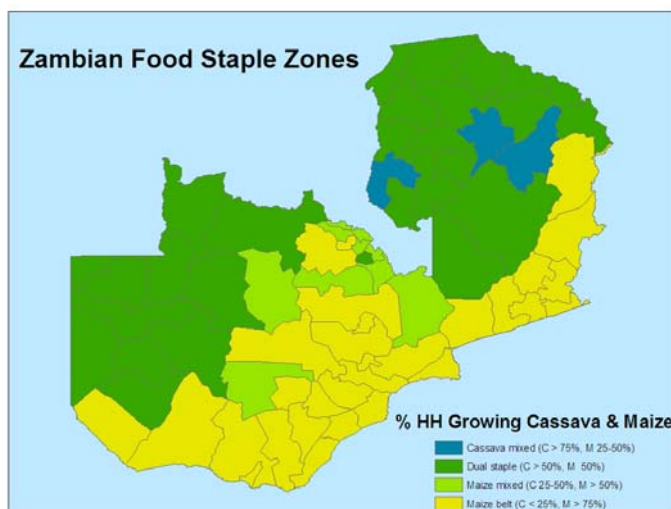 Zambian Food Staple Zones
% HH Growing Cassava & Maize
Cassava mixed (C > 75%, M 25-50%)
Dual staple (C > 50%, M 50%)
Maize mixed (C 25-50%, M > 50%)
Maize belt (C < 25%, M > 75%)